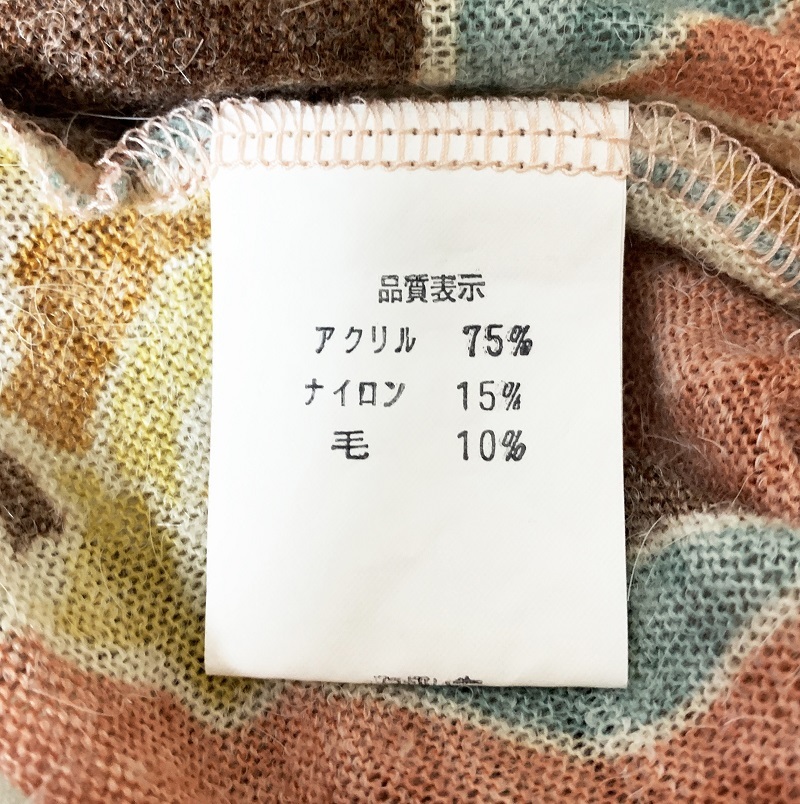 品質表示
アクリル 75%
ナイロン 15%
毛 10%